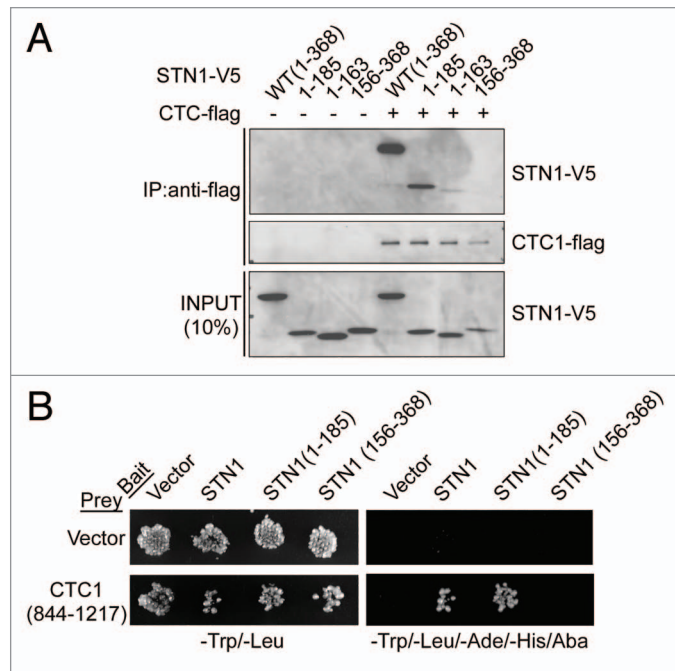 A
STN1-V5 WT(1-368) 1-185 1-163 156-368 WT(1-368) 1-185 1-163 156-368
CTC-flag - - - - + + + +
IP:anti-flag
STN1-V5
CTC1-flag
INPUT
(10%)
STN1-V5
B
Bait
Prey
Vector STN1 STN1(1-185) STN1 (156-368) Vector STN1 STN1(1-185) STN1 (156-368)
Vector
CTC1
(844-1217)
-Trp/-Leu -Trp/-Leu/-Ade/-His/Aba